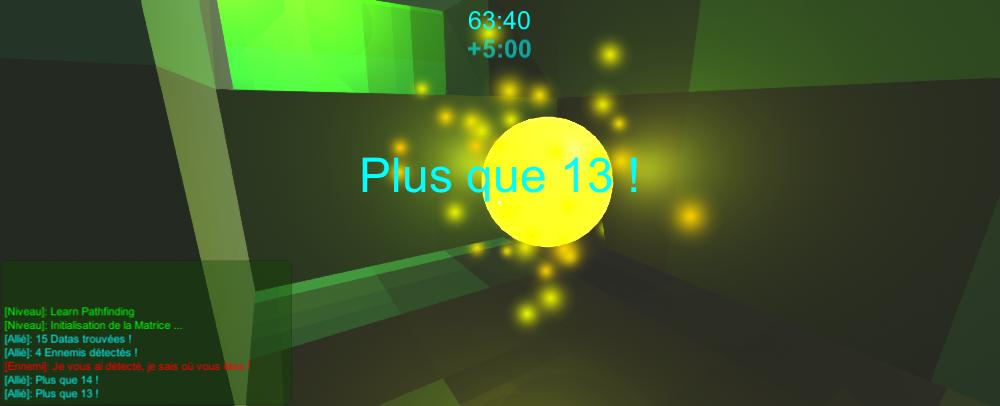 63:40
+5:00
Plus que 13 !
[Niveau]: Learn Pathfinding
[Niveau]: Initialisation de la Matrice ...
[Allié]: 15 Datas trouvées !
[Allié]: 4 Ennemis détectés !
[Ennemi]: Je vous ai détecté, je sais où vous êtes !
[Allié]: Plus que 14 !
[Allié]: Plus que 13 !